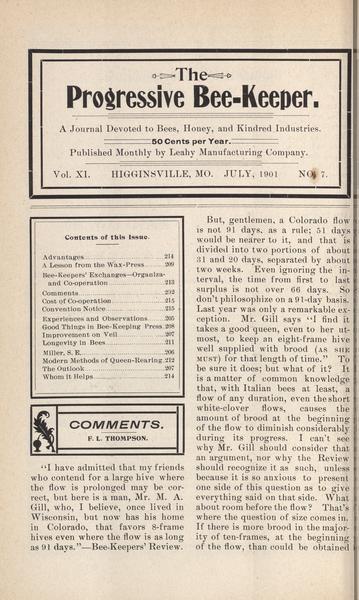 The
Progressive Bee-Keeper.
A Journal Devoted to Bees, Honey, and Kindred Industries.
50 Cents per Year.
Published Monthly by Leahy Manufacturing Company.
Vol. XI. HIGGINSVILLE, MO. JULY, 1901 NO. 7.
Contents of this Issue.
Advantages 214
A Lesson from the Wax-Press 209
Bee-Keepers' Exchanges—Organiza-
and Co-operation 213
Comments 202
Cost of Co-operation 215
Convention Notice 215
Experiences and Observations 205
Good Things in Bee-Keeping Press 208
Improvement on Veil 207
Longevity in Bees 211
Miller, S. E. 206
Modern Methods of Queen-Rearing 212
The Outlook 207
Whom it Helps 214
COMMENTS.
F. L. THOMPSON.
"I have admitted that my friends
who contend for a large hive where
the flow is prolonged may be cor-
rect, but here is a man, Mr. M. A.
Gill, who, I believe, once lived in
Wisconsin, but now has his home
in Colorado, that favors 8-frame
hives even where the flow is as long
as 91 days."—Bee-Keepers' Review.
But, gentlemen, a Colorado flow
is not 91 days, as a rule; 51 days
would be nearer to it, and that is
divided into two portions of about
31 and 20 days, separated by about
two weeks. Even ignoring the in-
terval, the time from first to last
surplus is not over 66 days. So
don't philosophize on a 91-day basis.
Last year was only a remarkable ex-
ception. Mr. Gill says "I find it
takes a good queen, even to her ut-
most, to keep an eight-frame hive
well supplied with brood (AS SHE
MUST) for that length of time." To
be sure it does; but what of it? It
is a matter of common knowledge
that, with Italian bees at least, a
flow of any duration, even the short
white-clover flows, causes the
amount of brood at the beginning
of the flow to diminish considerably
during its progress. I can't see
why Mr. Gill should consider that
an argument, nor why the Review
should recognize it as such, unless
because it is so anxious to present
one side of this question as to give
everything said on that side. What
about room before the flow? That's
where the question of size comes in.
If there is more brood in the major-
ity of ten-frames, at the beginning
of the flow, than could be obtained